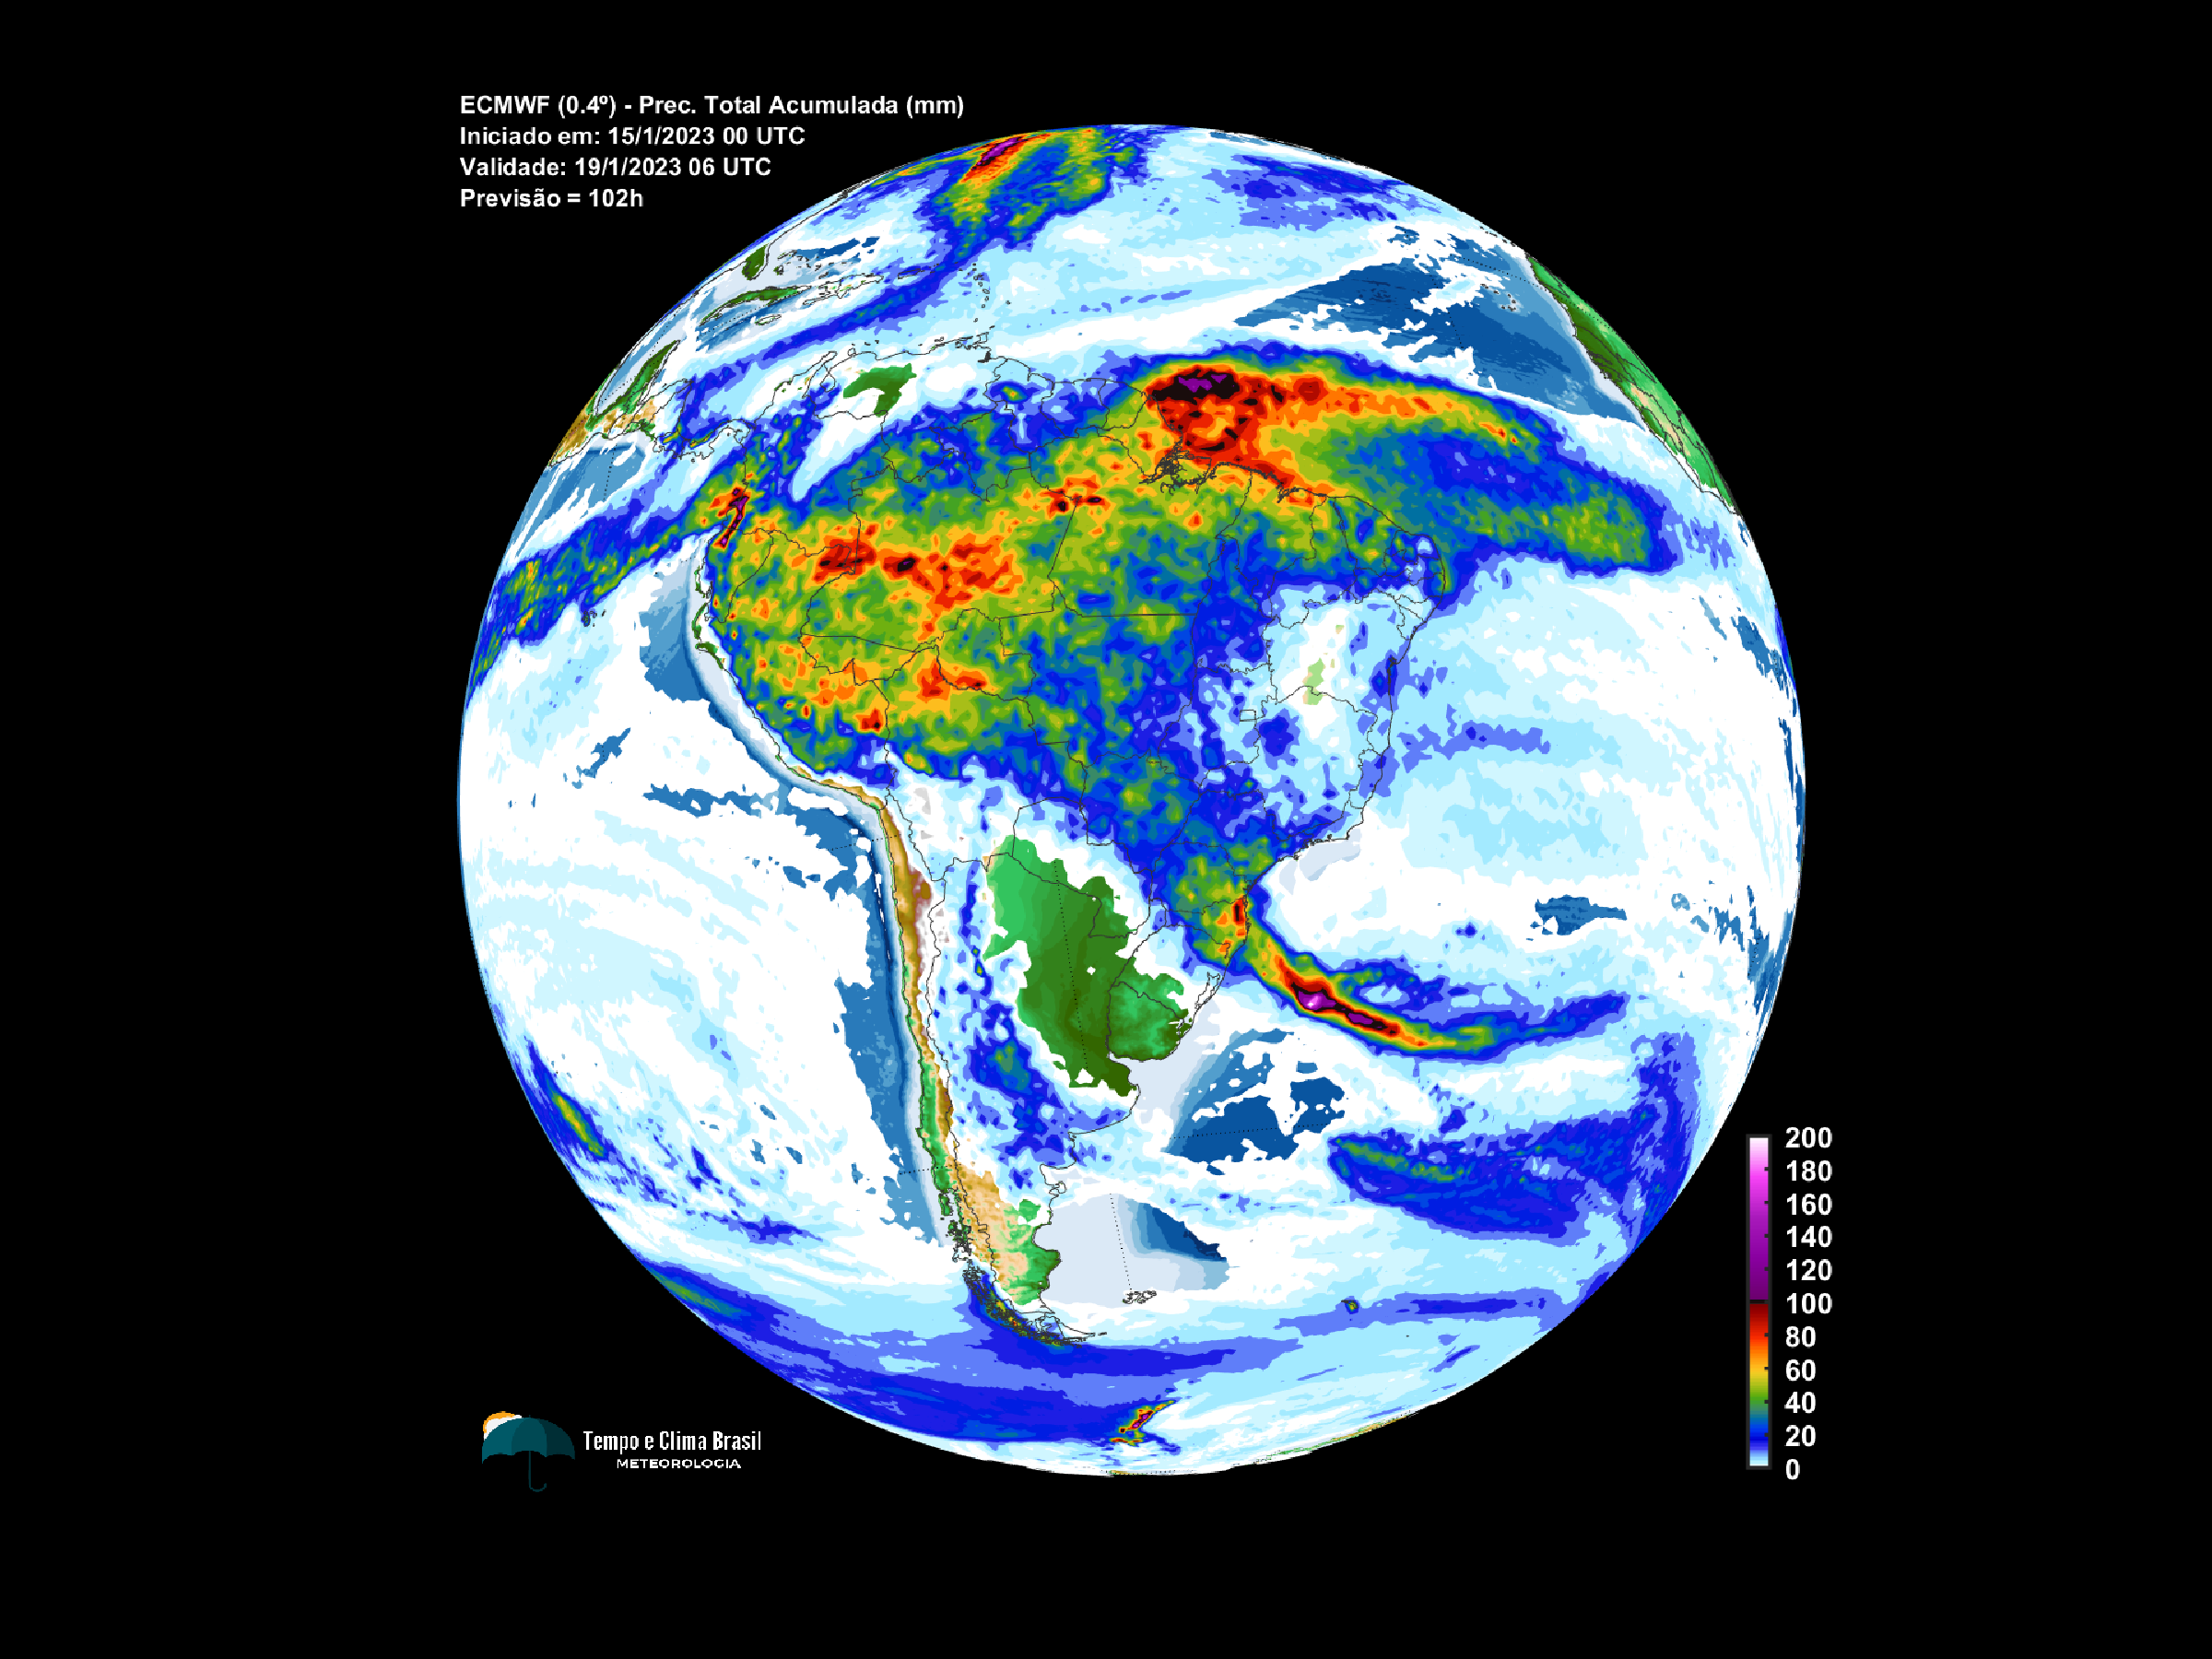 ECMWF (0.4º) - Prec. Total Acumulada (mm)
Iniciado em: 15/1/2023 00 UTC
Validade: 19/1/2023 06 UTC
Previsão = 102h
200
180
160
140
120
100
80
60
40
20
0
Tempo e Clima Brasil
METEOROLOGIA